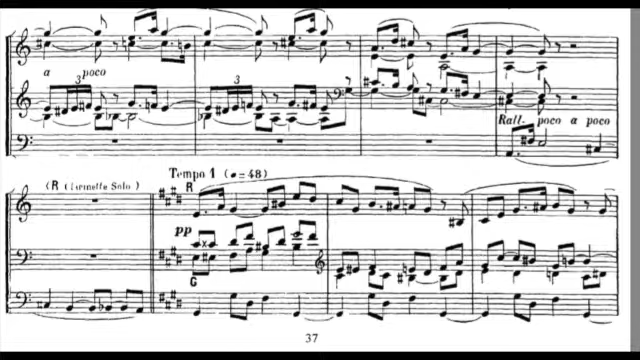 a poco
3 3
Rall. poco a poco
(R Clarinette Solo)
Tempo 1 (♩=48)
R
pp
G
37